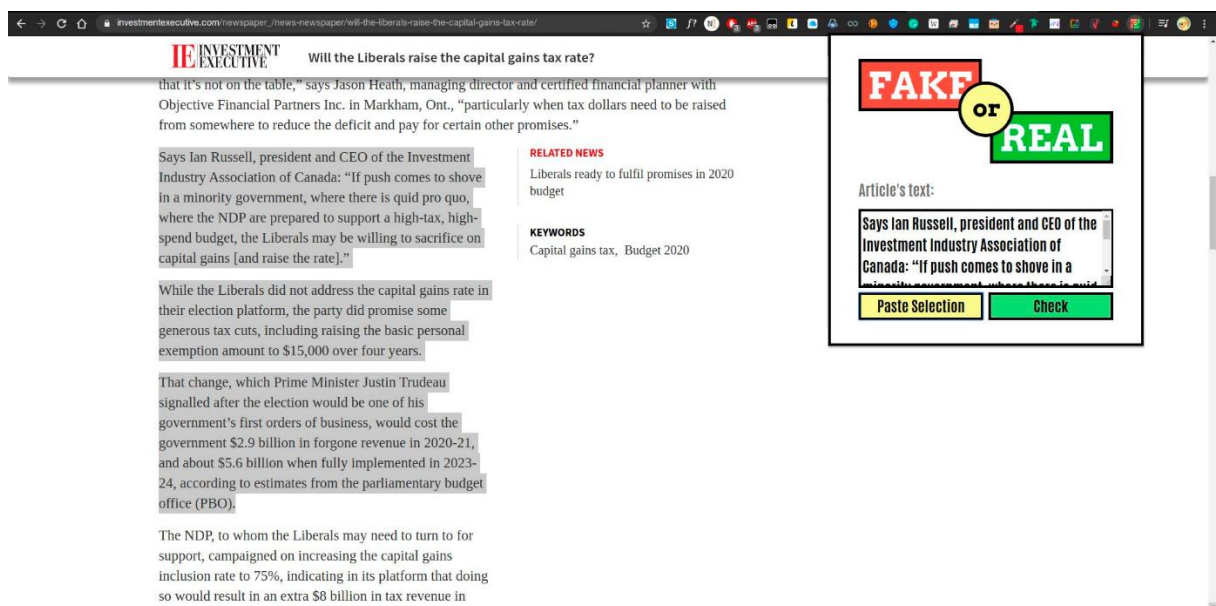 investmentexecutive.com/newspaper_/news-newspaper/will-the-liberals-raise-the-capital-gains-tax-rate/
IE INVESTMENT
EXECUTIVE
Will the Liberals raise the capital gains tax rate?
that it's not on the table,” says Jason Heath, managing director and certified financial planner with
Objective Financial Partners Inc. in Markham, Ont., “particularly when tax dollars need to be raised
from somewhere to reduce the deficit and pay for certain other promises.”
Says Ian Russell, president and CEO of the Investment
Industry Association of Canada: “If push comes to shove
in a minority government, where there is quid pro quo,
where the NDP are prepared to support a high-tax, high-
spend budget, the Liberals may be willing to sacrifice on
capital gains [and raise the rate].”
While the Liberals did not address the capital gains rate in
their election platform, the party did promise some
generous tax cuts, including raising the basic personal
exemption amount to $15,000 over four years.
That change, which Prime Minister Justin Trudeau
signalled after the election would be one of his
government's first orders of business, would cost the
government $2.9 billion in forgone revenue in 2020-21,
and about $5.6 billion when fully implemented in 2023-
24, according to estimates from the parliamentary budget
office (PBO).
The NDP, to whom the Liberals may need to turn to for
support, campaigned on increasing the capital gains
inclusion rate to 75%, indicating in its platform that doing
so would result in an extra $8 billion in tax revenue in
RELATED NEWS
Liberals ready to fulfil promises in 2020
budget
KEYWORDS
Capital gains tax, Budget 2020
FAKE
or
REAL
Article's text:
Says Ian Russell, president and CEO of the
Investment Industry Association of
Canada: “If push comes to shove in a
minority government, where there is quid
Paste Selection
Check